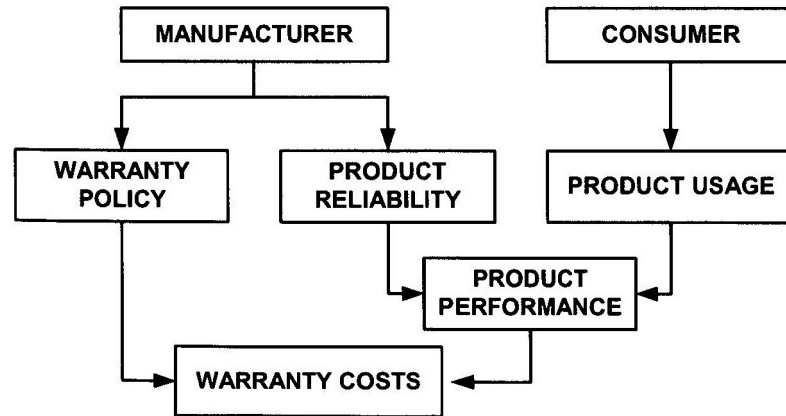 MANUFACTURER
CONSUMER
WARRANTY
POLICY
PRODUCT
RELIABILITY
PRODUCT USAGE
PRODUCT
PERFORMANCE
WARRANTY COSTS